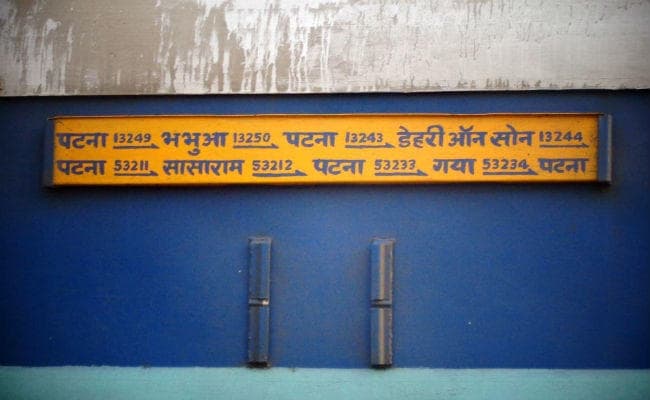 पटना 13249 भभुआ 13250 पटना 13243 डेहरी ऑन सोन 13244
पटना 53211 सासाराम 53212 पटना 53233 गया 53234 पटना